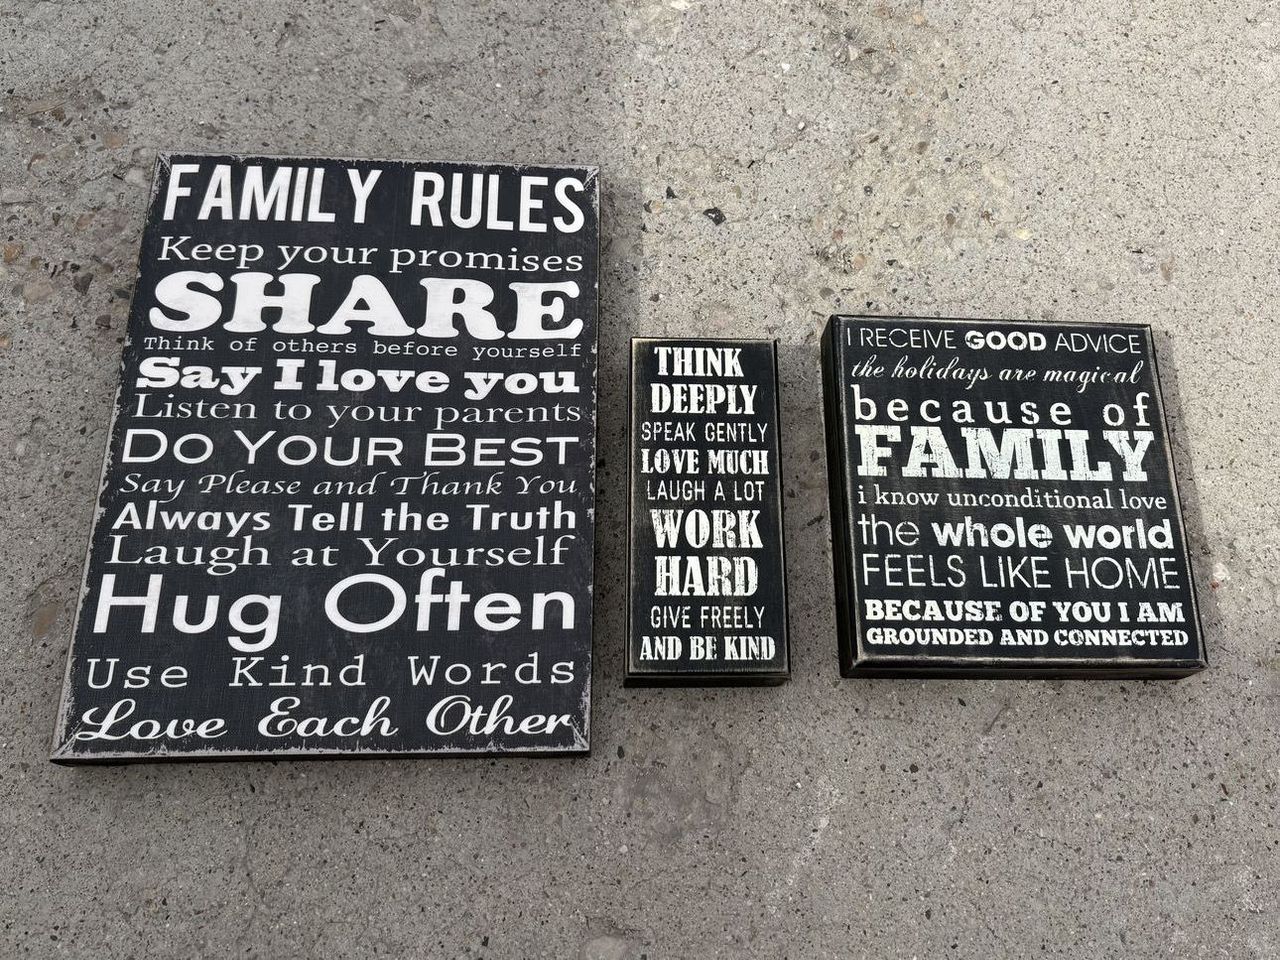 FAMILY RULES
Keep your promises
SHARE
Think of others before yourself
Say I love you
Listen to your parents
DO YOUR BEST
Say Please and Thank You
Always Tell the Truth
Laugh at Yourself
Hug Often
Use Kind Words
Love Each Other
THINK
DEEPLY
SPEAK GENTLY
LOVE MUCH
LAUGH A LOT
WORK
HARD
GIVE FREELY
AND BE KIND
I RECEIVE GOOD ADVICE
the holidays are magical
because of
FAMILY
i know unconditional love
the whole world
FEELS LIKE HOME
BECAUSE OF YOU I AM
GROUNDED AND CONNECTED